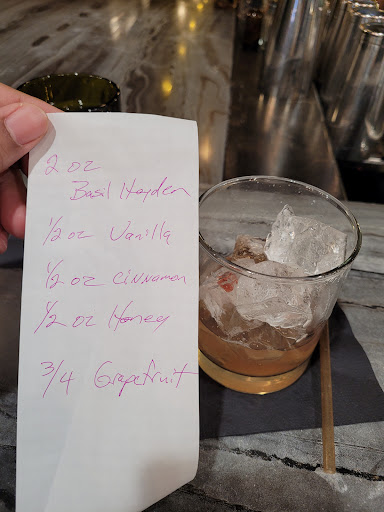 2 oz
Basil Hayden
1/2 oz Vanilla
1/2 oz Cinnamon
1/2 oz Honey
3/4 Grapefruit